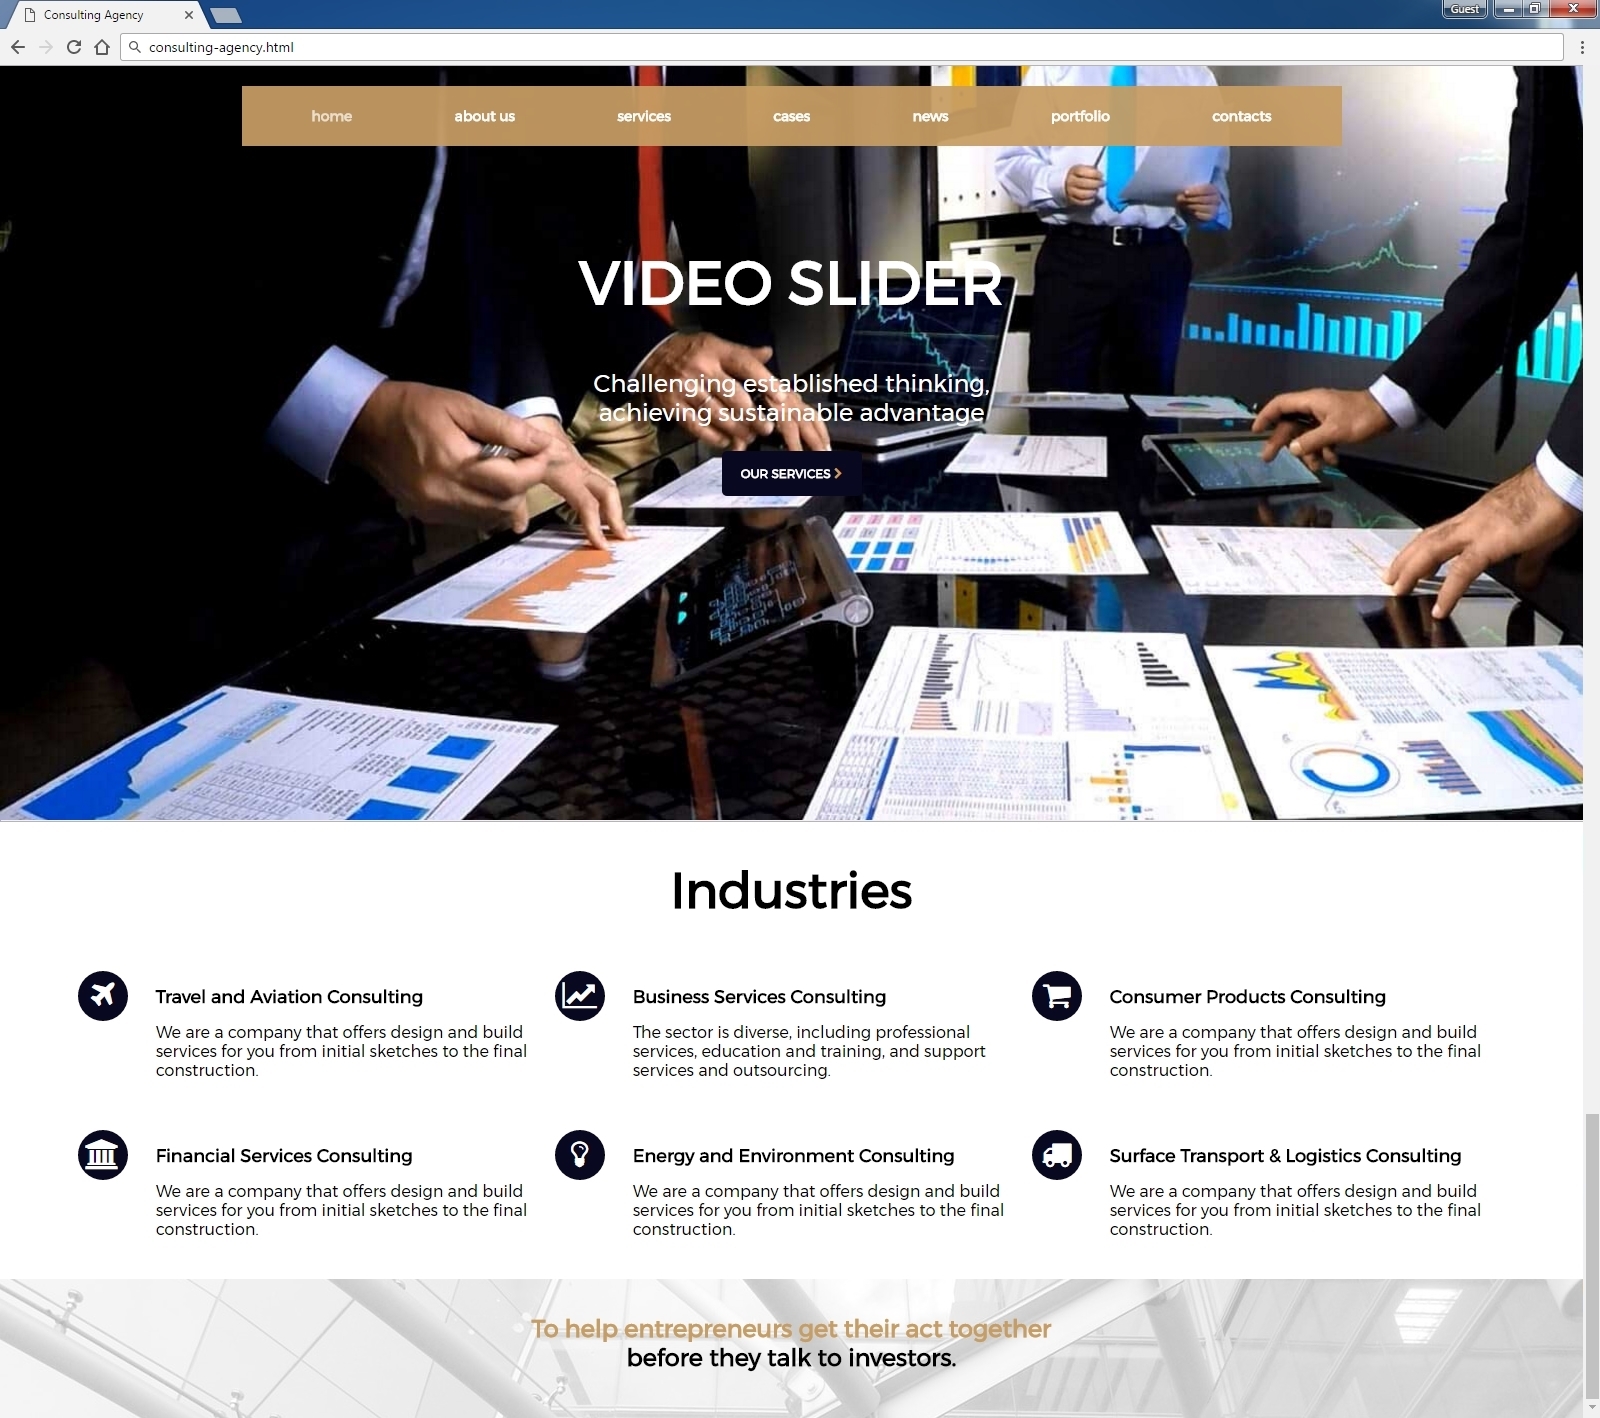 Consulting Agency
Guest
consulting-agency.html
home about us services cases news portfolio contacts
VIDEO SLIDER
Challenging established thinking,
achieving sustainable advantage
OUR SERVICES
Industries
Travel and Aviation Consulting
We are a company that offers design and build
services for you from initial sketches to the final
construction.
Business Services Consulting
The sector is diverse, including professional
services, education and training, and support
services and outsourcing.
Consumer Products Consulting
We are a company that offers design and build
services for you from initial sketches to the final
construction.
Financial Services Consulting
We are a company that offers design and build
services for you from initial sketches to the final
construction.
Energy and Environment Consulting
We are a company that offers design and build
services for you from initial sketches to the final
construction.
Surface Transport & Logistics Consulting
We are a company that offers design and build
services for you from initial sketches to the final
construction.
To help entrepreneurs get their act together
before they talk to investors.